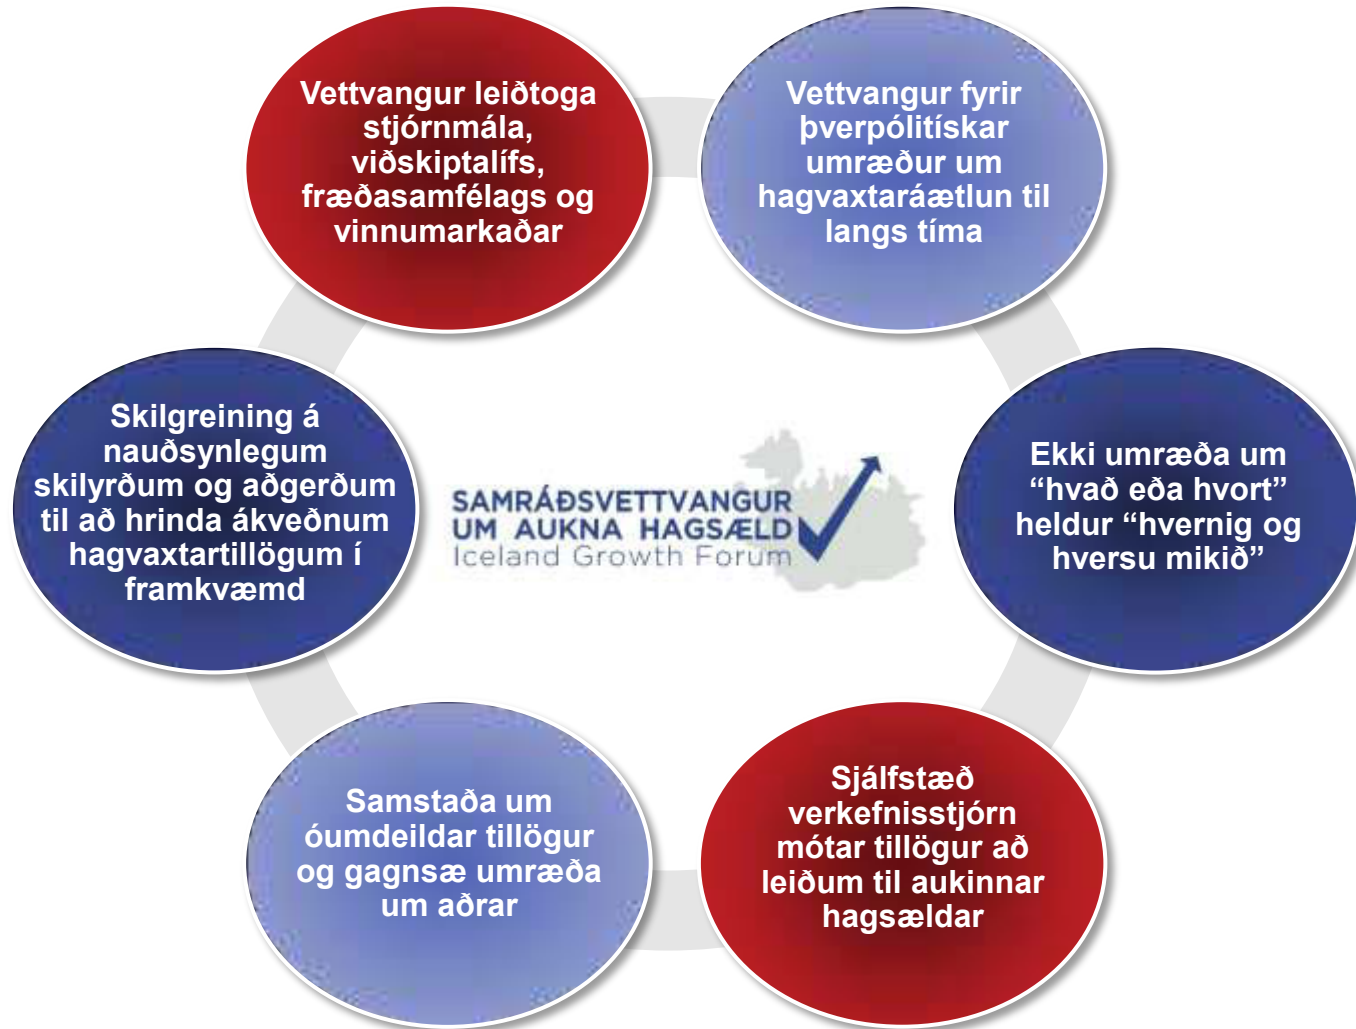 Vettvangur leiðtoga
stjórnmála,
viðskiptalífs,
fræðasamfélags og
vinnumarkaðar
Vettvangur fyrir
þverpólitískar
umræður um
hagvaxtaráætlun til
langs tíma
Skilgreining á
nauðsynlegum
skilyrðum og aðgerðum
til að hrinda ákveðnum
hagvaxtartillögum í
framkvæmd
SAMRÁÐSVETTVANGUR
UM AUKNA HAGSÆLD
Iceland Growth Forum
Ekki umræða um
“hvað eða hvort”
heldur “hvernig og
hversu mikið”
Samstaða um
óumdeildar tillögur
og gagnsæ umræða
um aðrar
Sjálfstæð
verkefnisstjórn
mótar tillögur að
leiðum til aukinnar
hagsældar